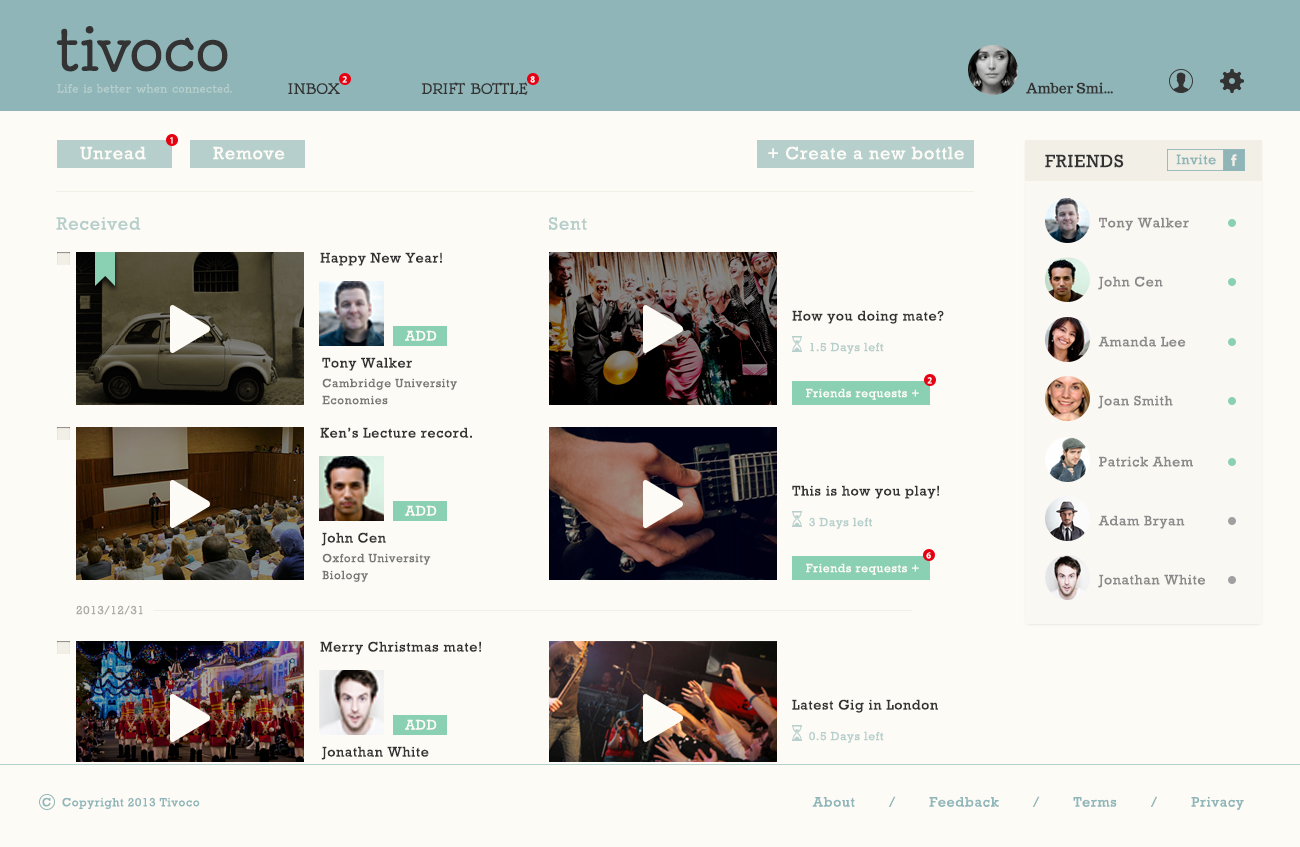 tivoco
Life is better when connected.
INBOX 2
DRIFT BOTTLE 8
Amber Smi...
Unread 1
Remove
+ Create a new bottle
Received
Sent
Happy New Year!
ADD
Tony Walker
Cambridge University
Economies
How you doing mate?
1.5 Days left
Friends requests + 2
Ken's Lecture record.
ADD
John Cen
Oxford University
Biology
This is how you play!
3 Days left
Friends requests + 6
2013/12/31
Merry Christmas mate!
ADD
Jonathan White
Latest Gig in London
0.5 Days left
FRIENDS
Invite f
Tony Walker
John Cen
Amanda Lee
Joan Smith
Patrick Ahem
Adam Bryan
Jonathan White
© Copyright 2013 Tivoco
About / Feedback / Terms / Privacy